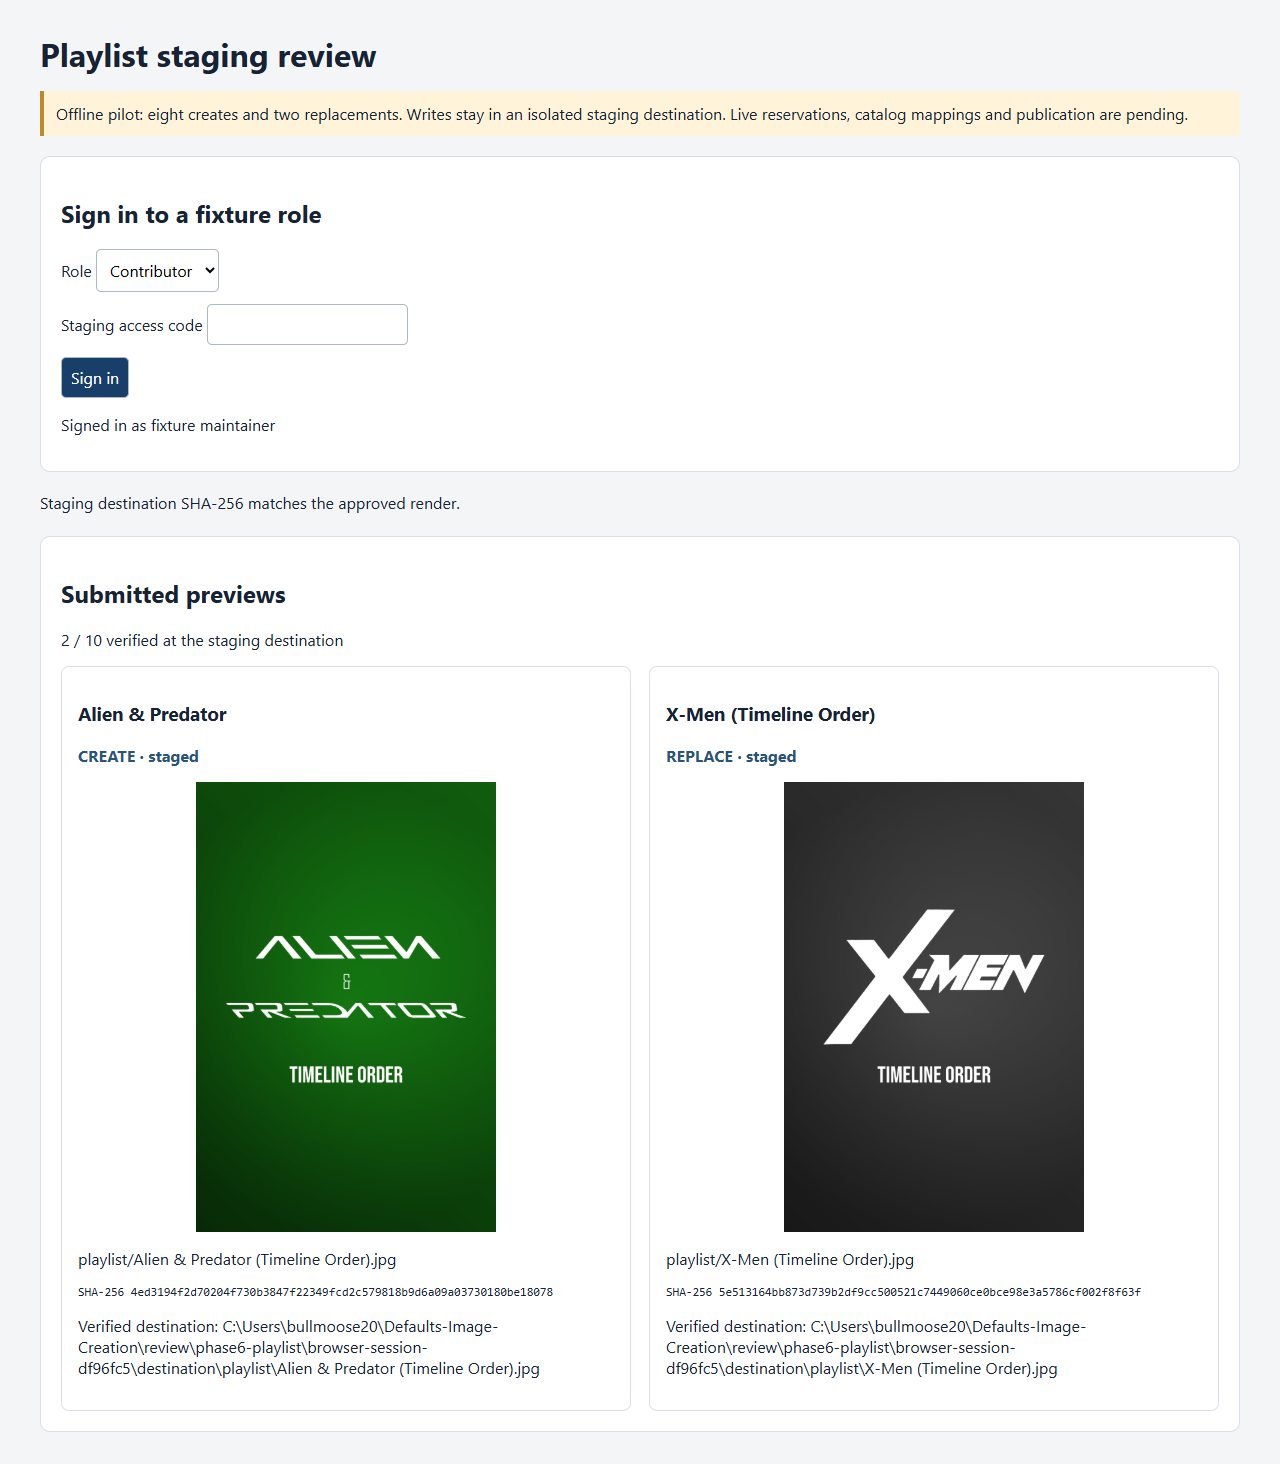 Playlist staging review
Offline pilot: eight creates and two replacements. Writes stay in an isolated staging destination. Live reservations, catalog mappings and publication are pending.
Sign in to a fixture role
Role Contributor
Staging access code
Sign in
Signed in as fixture maintainer
Staging destination SHA-256 matches the approved render.
Submitted previews
2 / 10 verified at the staging destination
Alien & Predator
CREATE · staged
ALIEN
&
PREDATOR
TIMELINE ORDER
playlist/Alien & Predator (Timeline Order).jpg
SHA-256 4ed3194f2d70204f730b3847f22349fcd2c579818b9d6a09a03730180be18078
Verified destination: C:\Users\bullmoose20\Defaults-Image-
Creation\review\phase6-playlist\browser-session-
df96fc5\destination\playlist\Alien & Predator (Timeline Order).jpg
X-Men (Timeline Order)
REPLACE · staged
X-MEN
TIMELINE ORDER
playlist/X-Men (Timeline Order).jpg
SHA-256 5e513164bb873d739b2df9cc500521c7449060ce0bce98e3a5786cf002f8f63f
Verified destination: C:\Users\bullmoose20\Defaults-Image-
Creation\review\phase6-playlist\browser-session-
df96fc5\destination\playlist\X-Men (Timeline Order).jpg